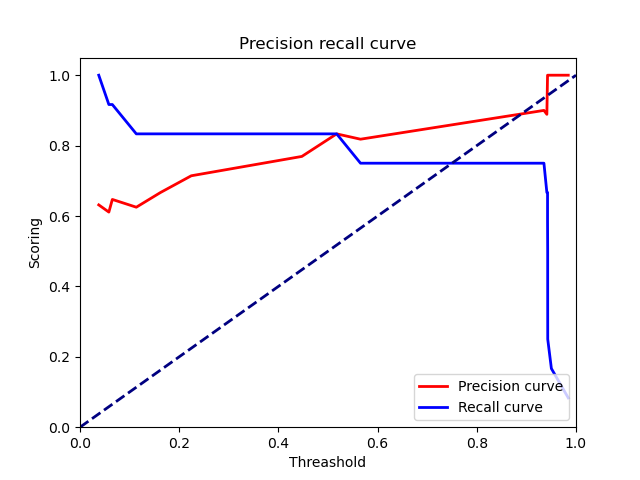 Precision recall curve
1.0
0.8
0.6
0.4
0.2
0.0
Scoring
0.0 0.2 0.4 0.6 0.8 1.0
Threashold
Precision curve
Recall curve